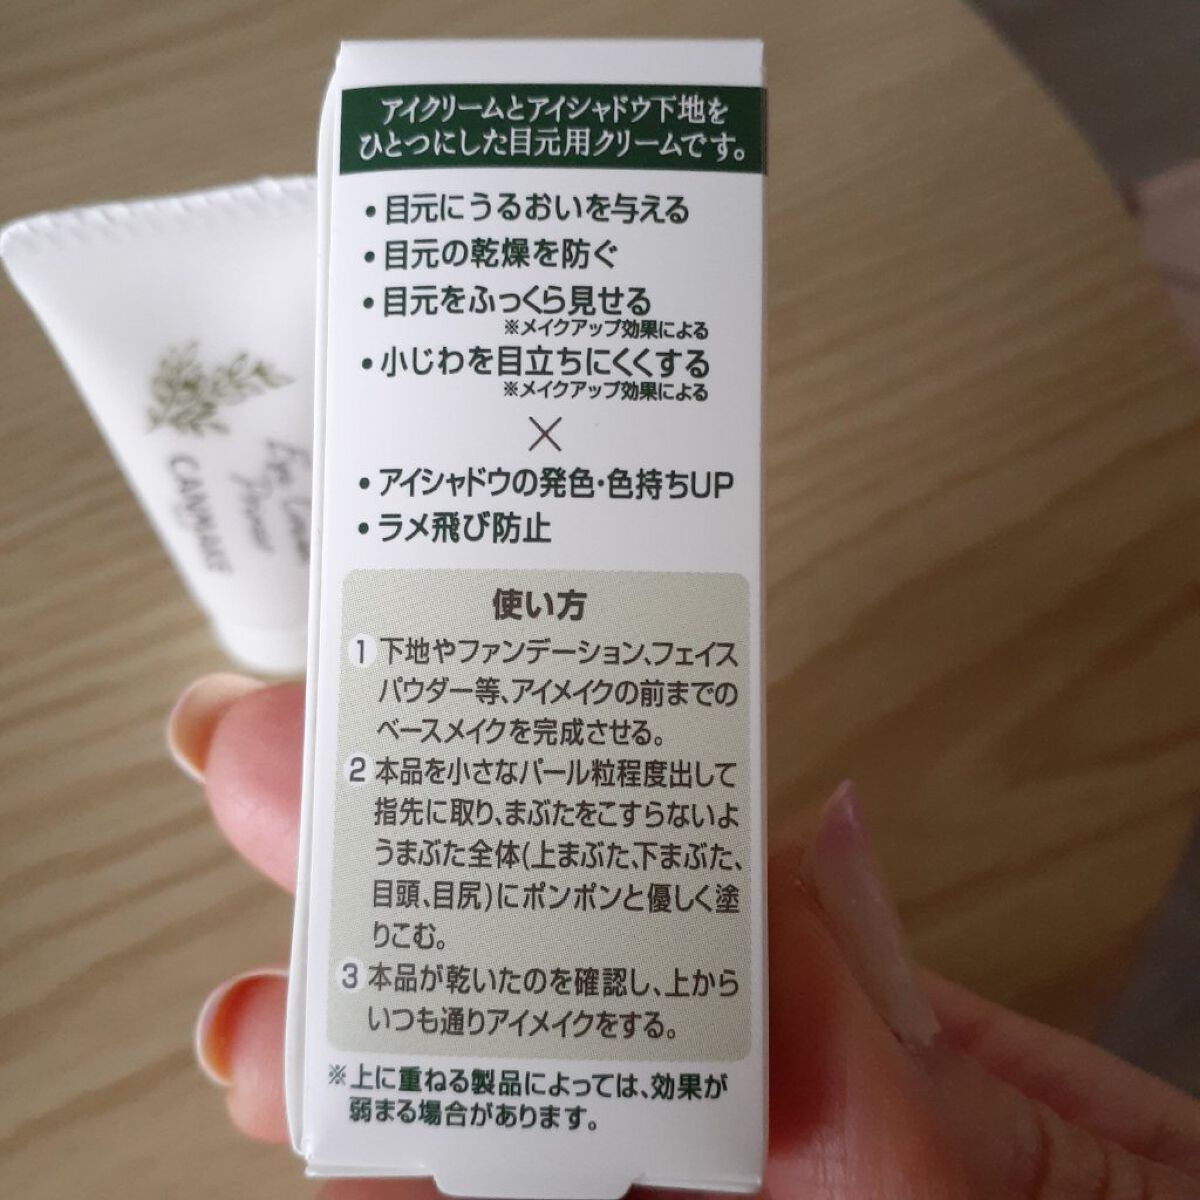 アイクリームとアイシャドウ下地を
ひとつにした目元用クリームです。
• 目元にうるおいを与える
• 目元の乾燥を防ぐ
• 目元をふっくら見せる
※メイクアップ効果による
• 小じわを目立ちにくくする
※メイクアップ効果による
×
• アイシャドウの発色・色持ちUP
• ラメ飛び防止
使い方
1 下地やファンデーション、フェイス
パウダー等、アイメイクの前までの
ベースメイクを完成させる。
2 本品を小さなパール粒程度出して
指先に取り、まぶたをこすらないよ
うまぶた全体(上まぶた、下まぶた、
目頭、目尻)にポンポンと優しく塗
りこむ。
3 本品が乾いたのを確認し、上から
いつも通りアイメイクをする。
※上に重ねる製品によっては、効果が
弱まる場合があります。
CANMAKE